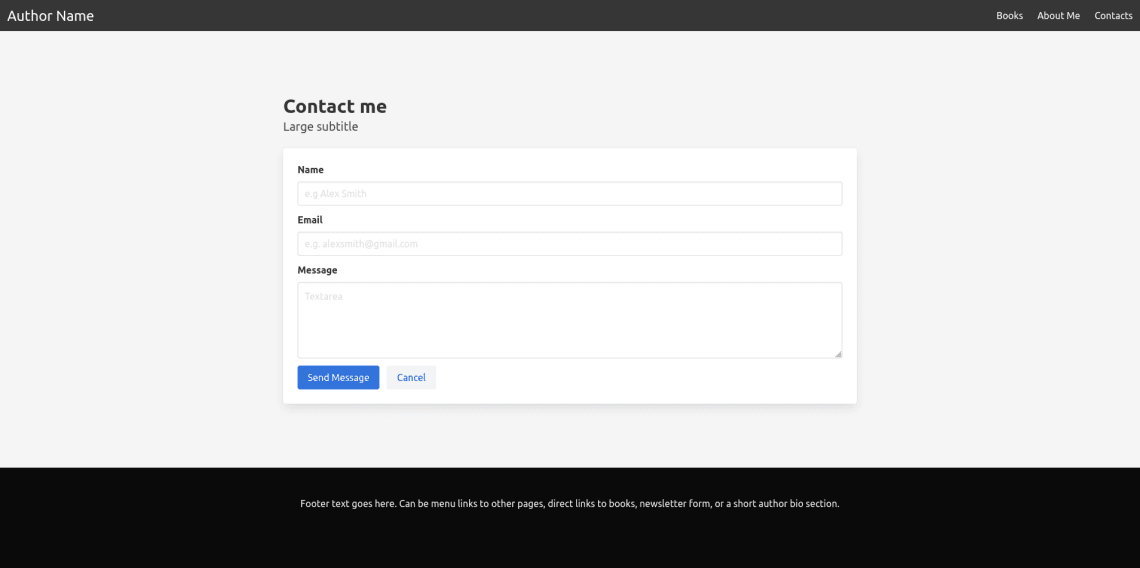 Author Name
Books About Me Contacts
Contact me
Large subtitle
Name
e.g Alex Smith
Email
e.g. alexsmith@gmail.com
Message
Textarea
Send Message Cancel
Footer text goes here. Can be menu links to other pages, direct links to books, newsletter form, or a short author bio section.